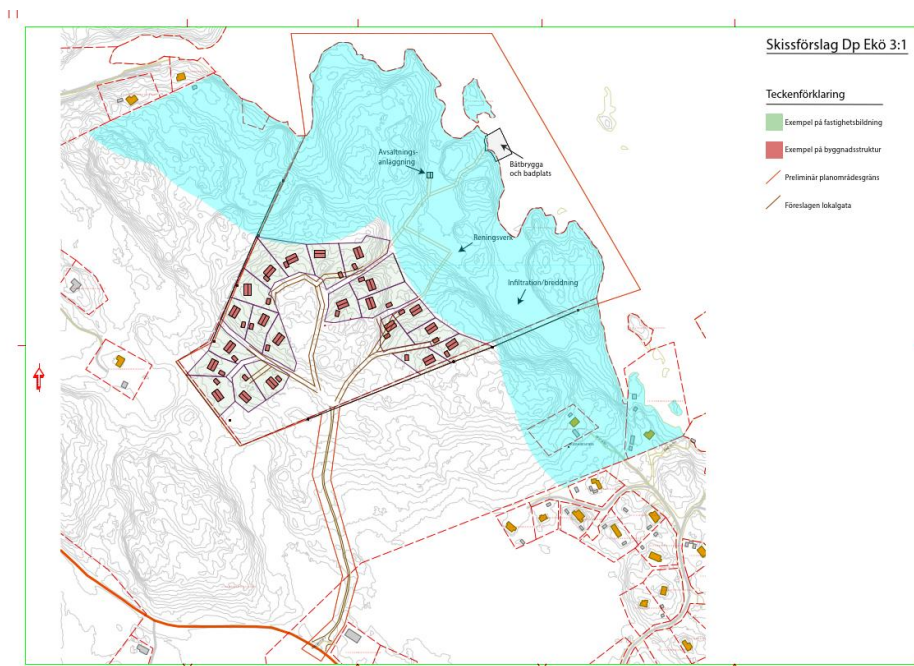 Skissförslag Dp Ekö 3:1
Teckenförklaring
Exempel på fastighetsbildning
Exempel på byggnadsstruktur
Preliminär planområdesgräns
Föreslagen lokalgata
Avsaltnings-
anläggning
Båtbrygga
och badplats
Reningsverk
Infiltration/breddning